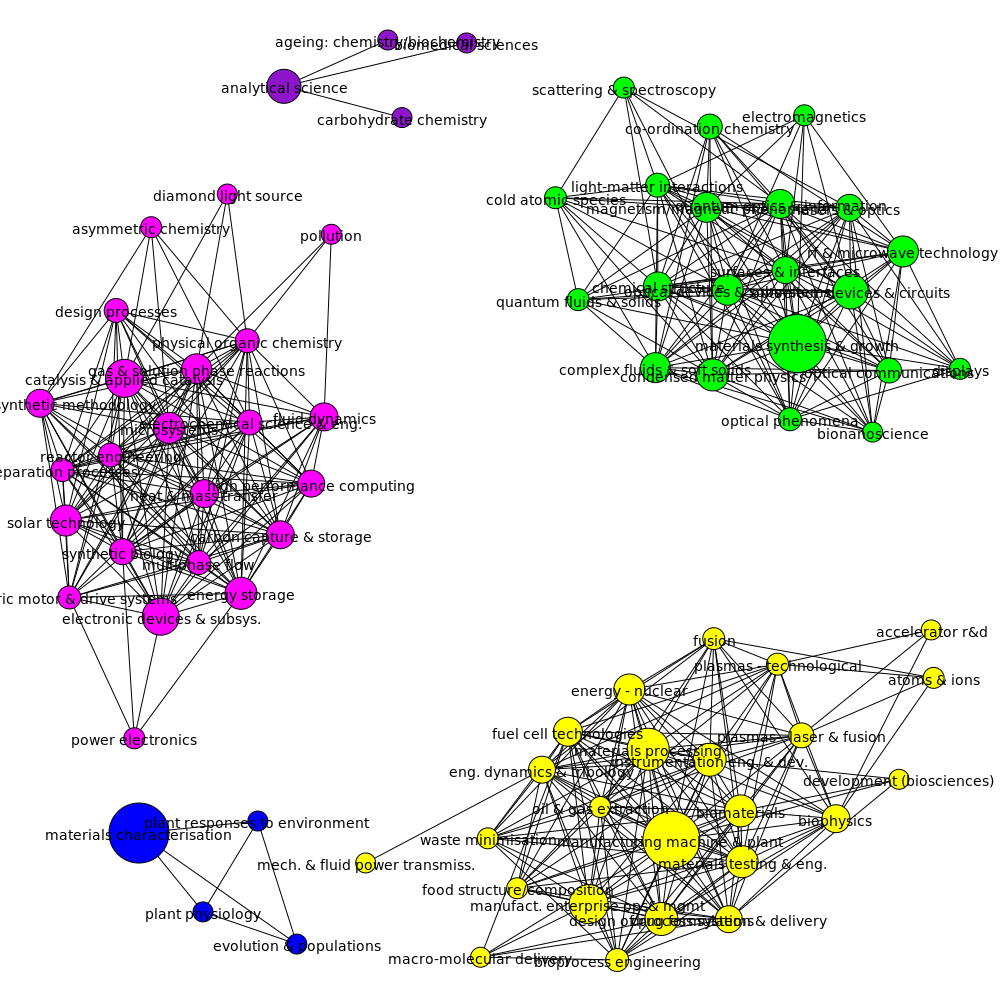 ageing: chemistry/biochemistry
biomedical sciences
analytical science
carbohydrate chemistry
scattering & spectroscopy
electromagnetics
co-ordination chemistry
light-matter interactions
cold atomic species
magnetism/magnetic phenomena
quantum optics & information
lasers & optics
rf & microwave technology
surfaces & interfaces
chemical structure
optical devices & subsystems
devices & circuits
quantum fluids & solids
materials synthesis & growth
complex fluids & soft solids
condensed matter physics
optical communications
displays
optical phenomena
bionanoscience
diamond light source
asymmetric chemistry
pollution
design processes
physical organic chemistry
gas & solution phase reactions
catalysis & applied catalysis
synthetic methodology
fluid dynamics
electrochemical science & eng.
microsystems
reactor engineering
eparation processes
high performance computing
heat & mass transfer
solar technology
carbon capture & storage
synthetic biology
multiphase flow
ric motor & drive systems
energy storage
electronic devices & subsys.
power electronics
materials characterisation
plant responses to environment
plant physiology
evolution & populations
fusion
accelerator r&d
plasmas - technological
atoms & ions
energy - nuclear
fuel cell technologies
plasmas - laser & fusion
materials processing
instrumentation eng. & dev.
eng. dynamics & tribology
development (biosciences)
oil & gas extraction
biomaterials
biophysics
waste minimisation
manufacturing machine & plant
mech. & fluid power transmiss.
materials testing & eng.
food structure/composition
manufact. enterprise ops& mgmt
design of process systems
drug formulation & delivery
macro-molecular delivery
bioprocess engineering